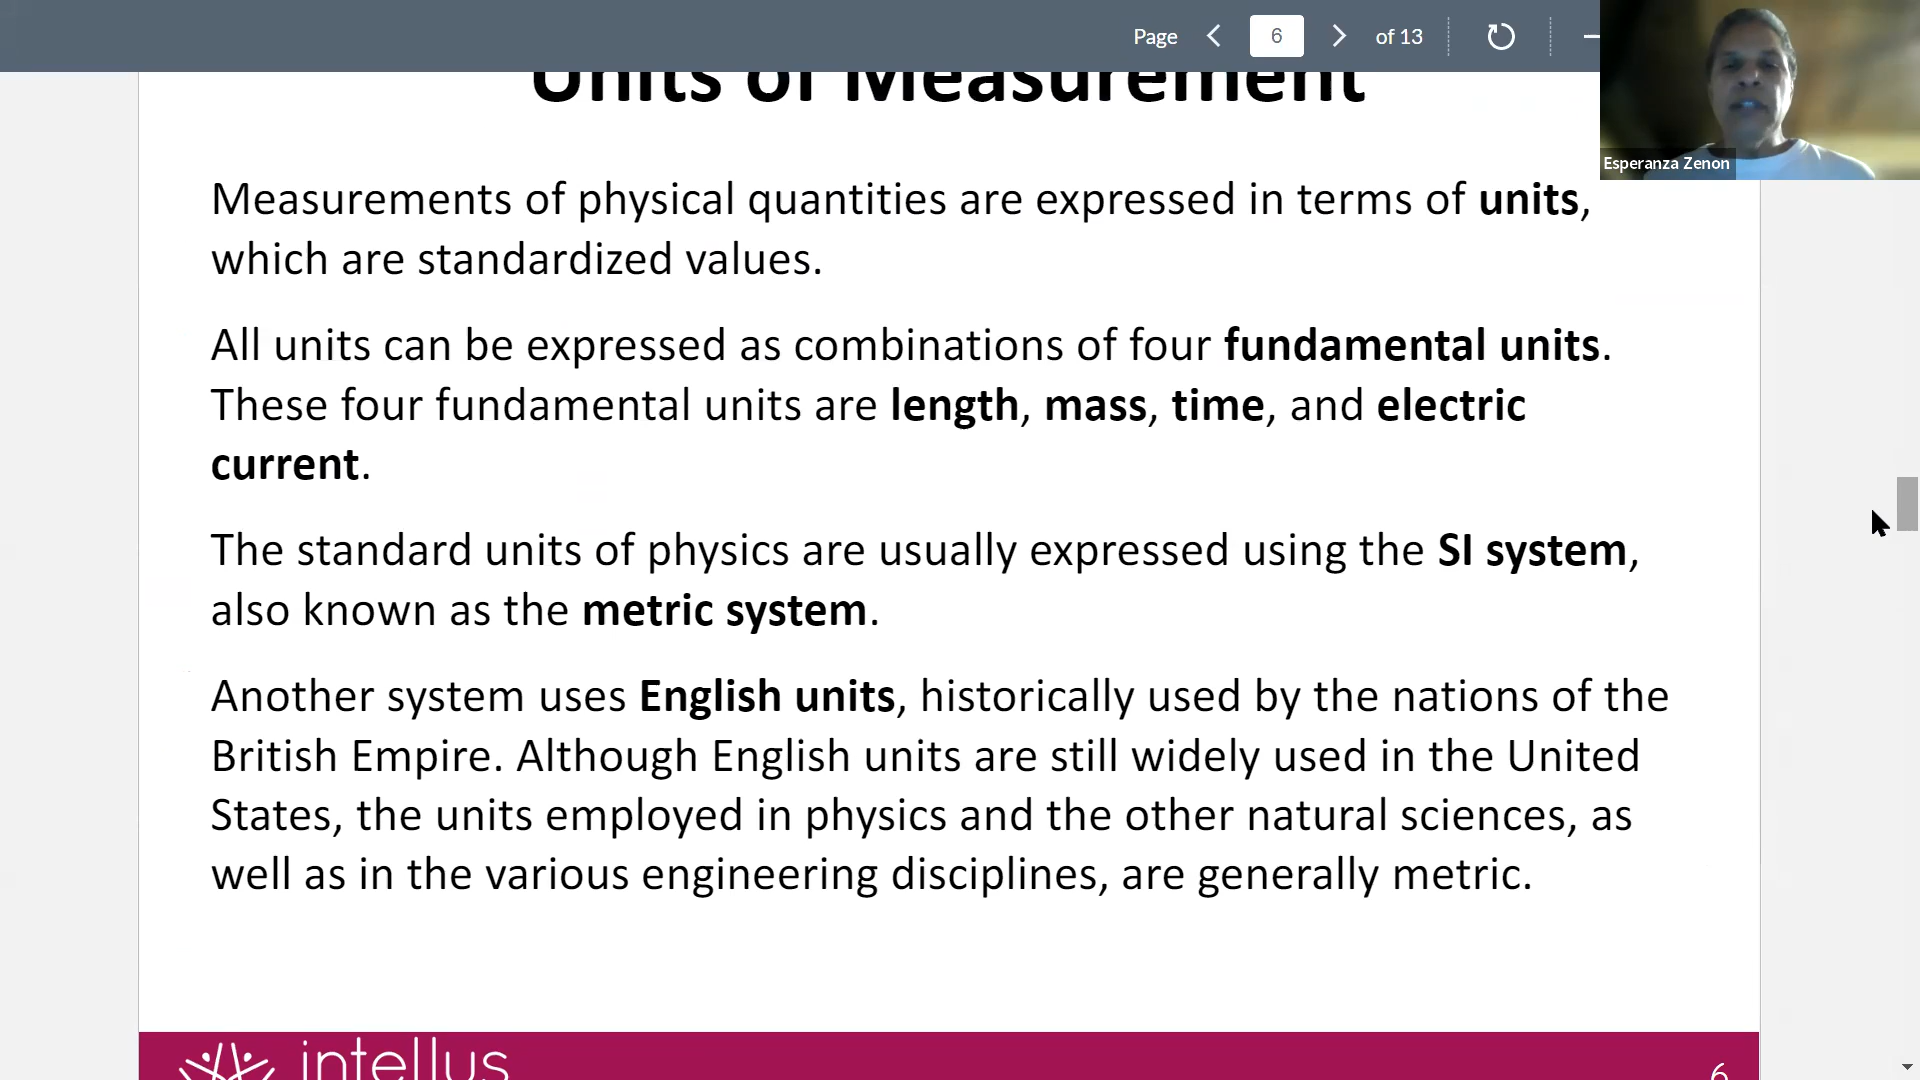 Page 6 of 13
Units of Measurement
Esperanza Zenon
Measurements of physical quantities are expressed in terms of units,
which are standardized values.
All units can be expressed as combinations of four fundamental units.
These four fundamental units are length, mass, time, and electric
current.
The standard units of physics are usually expressed using the SI system,
also known as the metric system.
Another system uses English units, historically used by the nations of the
British Empire. Although English units are still widely used in the United
States, the units employed in physics and the other natural sciences, as
well as in the various engineering disciplines, are generally metric.
intellus
6